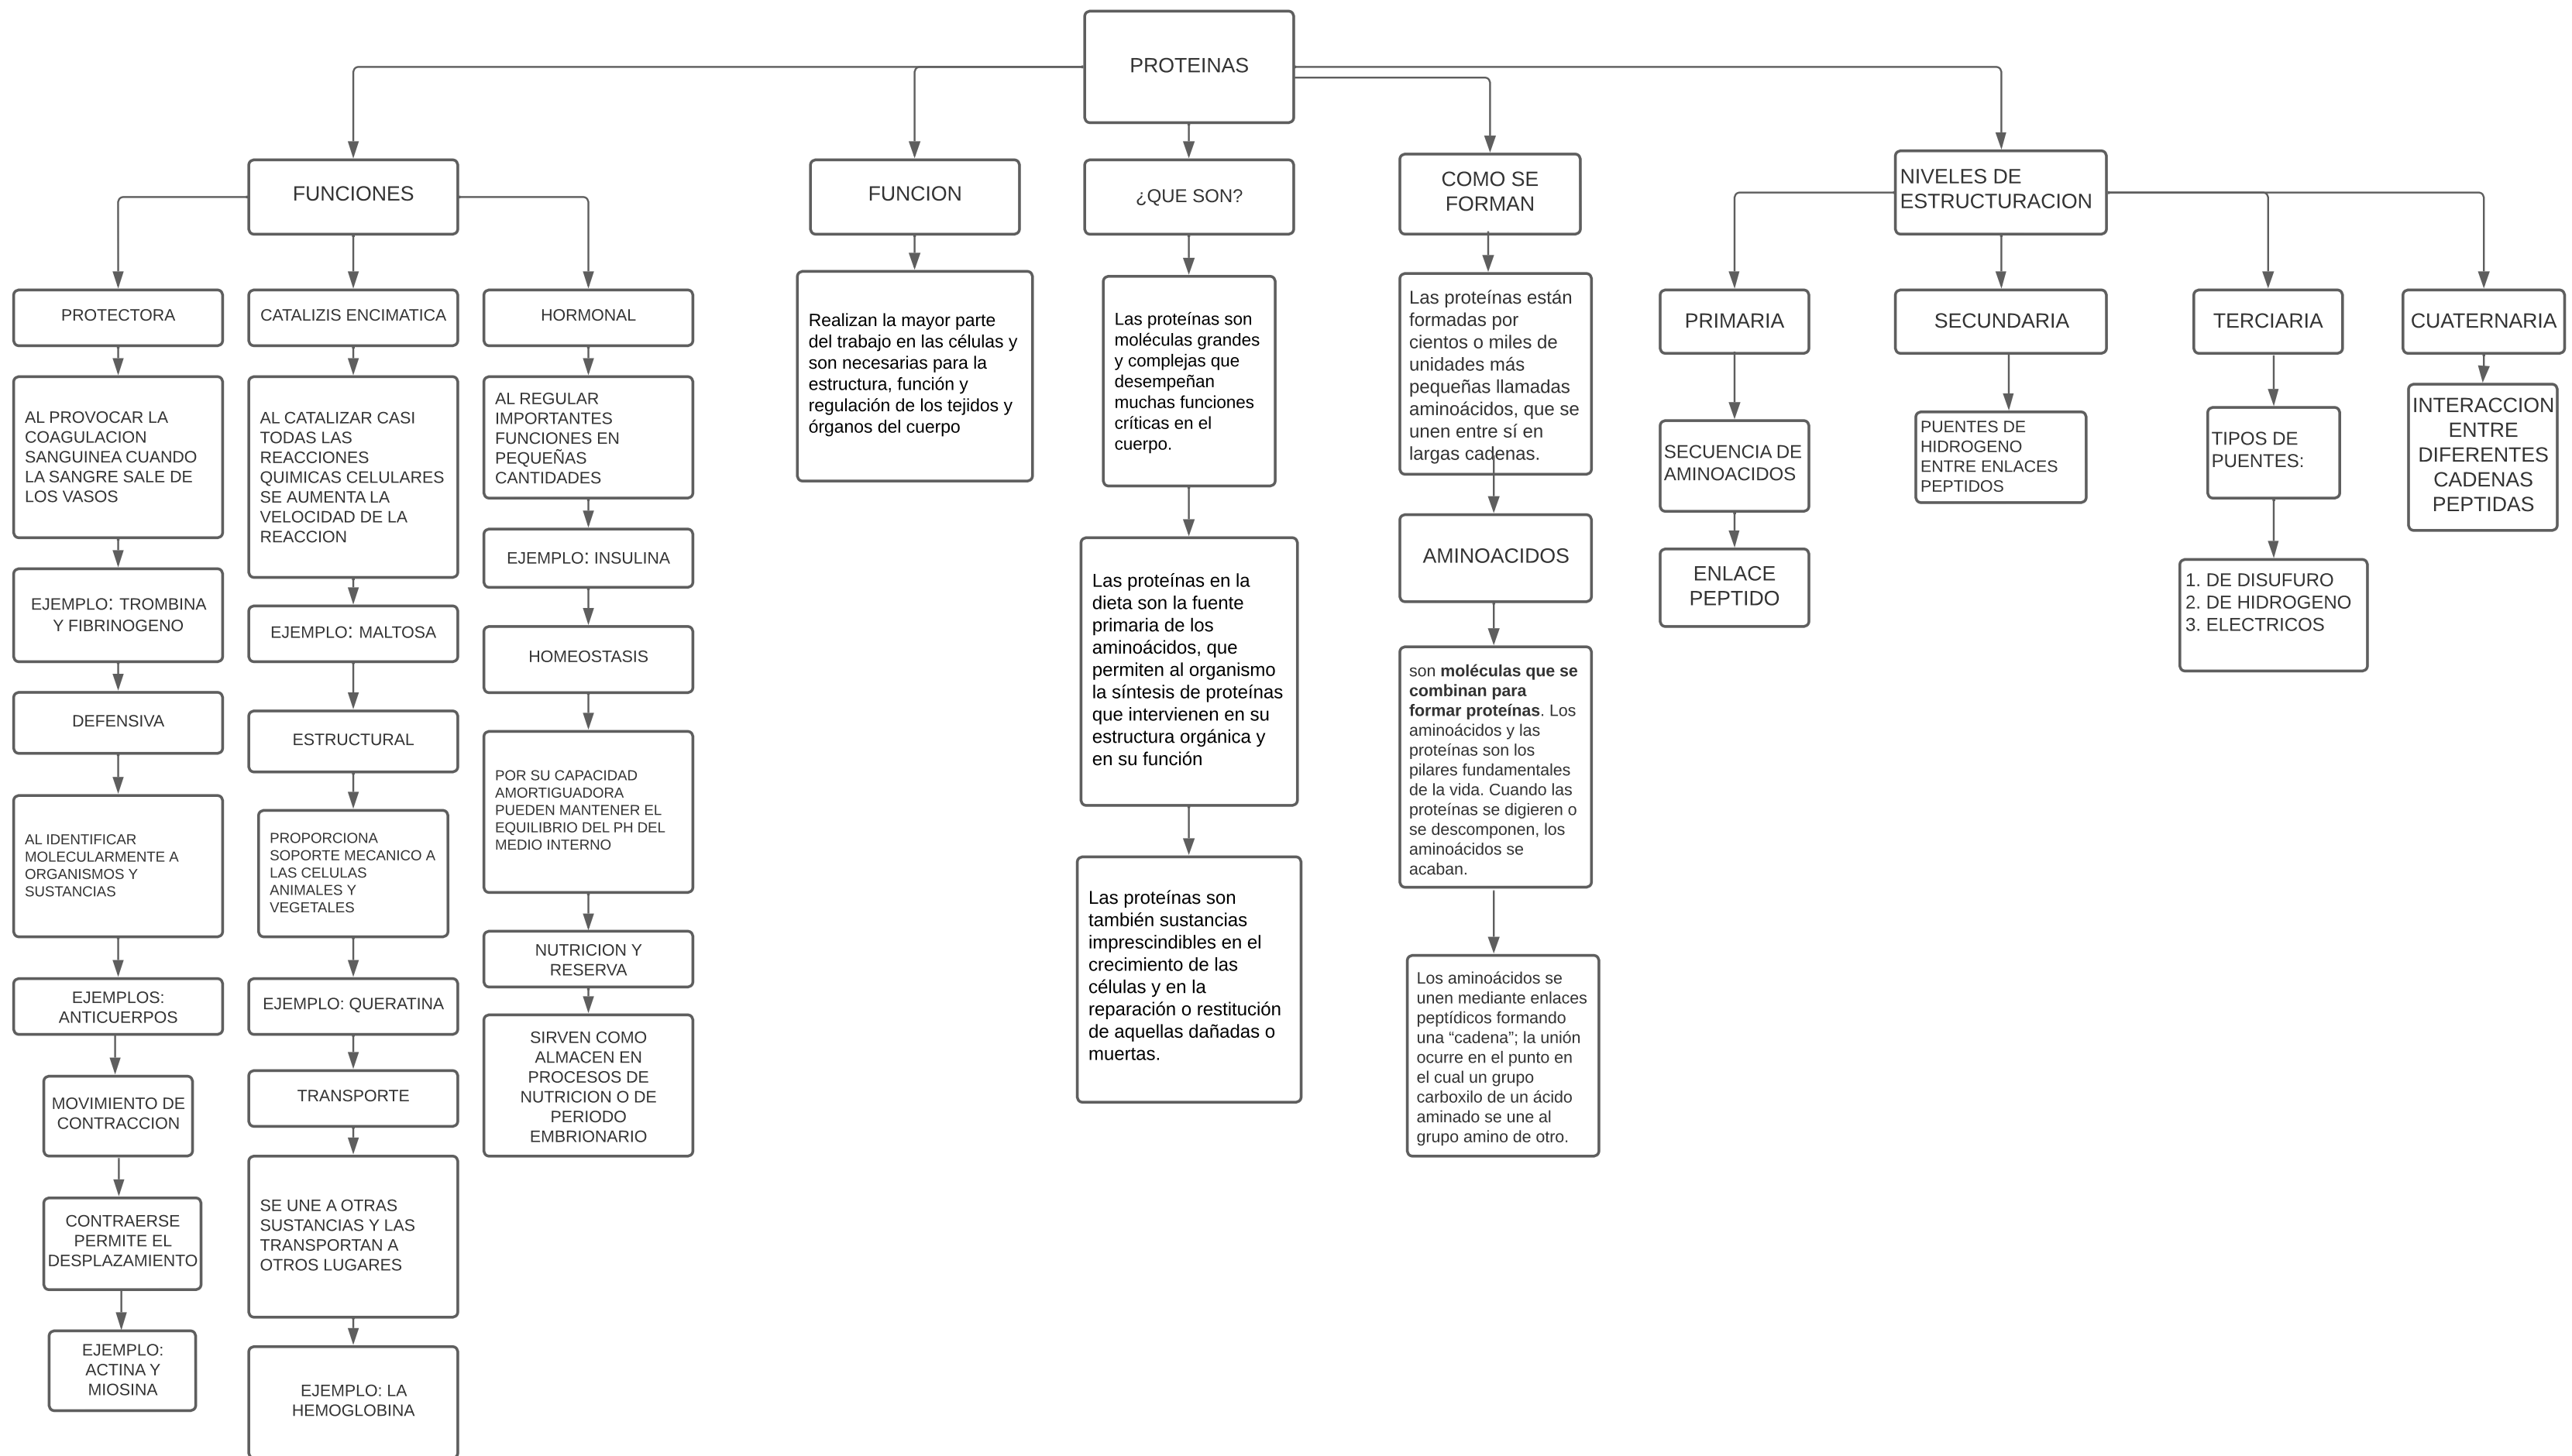 PROTEINAS
FUNCIONES
PROTECTORA
AL PROVOCAR LA
COAGULACION
SANGUINEA CUANDO
LA SANGRE SALE DE
LOS VASOS
EJEMPLO: TROMBINA
Y FIBRINOGENO
DEFENSIVA
AL IDENTIFICAR
MOLECULARMENTE A
ORGANISMOS Y
SUSTANCIAS
EJEMPLOS:
ANTICUERPOS
MOVIMIENTO DE
CONTRACCION
CONTRAERSE
PERMITE EL
DESPLAZAMIENTO
EJEMPLO:
ACTINA Y
MIOSINA
CATALIZIS ENCIMATICA
AL CATALIZAR CASI
TODAS LAS
REACCIONES
QUIMICAS CELULARES
SE AUMENTA LA
VELOCIDAD DE LA
REACCION
EJEMPLO: MALTOSA
ESTRUCTURAL
PROPORCIONA
SOPORTE MECANICO A
LAS CELULAS
ANIMALES Y
VEGETALES
EJEMPLO: QUERATINA
TRANSPORTE
SE UNE A OTRAS
SUSTANCIAS Y LAS
TRANSPORTAN A
OTROS LUGARES
EJEMPLO: LA
HEMOGLOBINA
HORMONAL
AL REGULAR
IMPORTANTES
FUNCIONES EN
PEQUEÑAS
CANTIDADES
EJEMPLO: INSULINA
HOMEOSTASIS
POR SU CAPACIDAD
AMORTIGUADORA
PUEDEN MANTENER EL
EQUILIBRIO DEL PH DEL
MEDIO INTERNO
NUTRICION Y
RESERVA
SIRVEN COMO
ALMACEN EN
PROCESOS DE
NUTRICION O DE
PERIODO
EMBRIONARIO
FUNCION
Realizan la mayor parte
del trabajo en las células y
son necesarias para la
estructura, función y
regulación de los tejidos y
órganos del cuerpo
¿QUE SON?
Las proteínas son
moléculas grandes
y complejas que
desempeñan
muchas funciones
críticas en el
cuerpo.
Las proteínas en la
dieta son la fuente
primaria de los
aminoácidos, que
permiten al organismo
la síntesis de proteínas
que intervienen en su
estructura orgánica y
en su función
Las proteínas son
también sustancias
imprescindibles en el
crecimiento de las
células y en la
reparación o restitución
de aquellas dañadas o
muertas.
COMO SE
FORMAN
Las proteínas están
formadas por
cientos o miles de
unidades más
pequeñas llamadas
aminoácidos, que se
unen entre sí en
largas cadenas.
AMINOACIDOS
son moléculas que se
combinan para
formar proteínas. Los
aminoácidos y las
proteínas son los
pilares fundamentales
de la vida. Cuando las
proteínas se digieren o
se descomponen, los
aminoácidos se
acaban.
Los aminoácidos se
unen mediante enlaces
peptídicos formando
una “cadena”; la unión
ocurre en el punto en
el cual un grupo
carboxilo de un ácido
aminado se une al
grupo amino de otro.
NIVELES DE
ESTRUCTURACION
PRIMARIA
SECUENCIA DE
AMINOACIDOS
ENLACE
PEPTIDO
SECUNDARIA
PUENTES DE
HIDROGENO
ENTRE ENLACES
PEPTIDOS
TERCIARIA
TIPOS DE
PUENTES:
1. DE DISUFURO
2. DE HIDROGENO
3. ELECTRICOS
CUATERNARIA
INTERACCION
ENTRE
DIFERENTES
CADENAS
PEPTIDAS